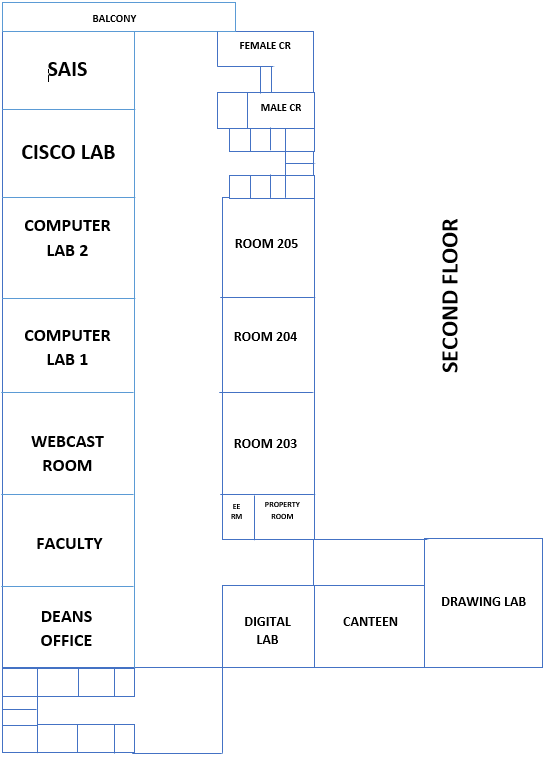 BALCONY
FEMALE CR
SAIS
MALE CR
CISCO LAB
COMPUTER
LAB 2
ROOM 205
SECOND FLOOR
COMPUTER
LAB 1
ROOM 204
WEBCAST
ROOM
ROOM 203
EE
RM
PROPERTY
ROOM
FACULTY
DEANS
OFFICE
DIGITAL
LAB
CANTEEN
DRAWING LAB